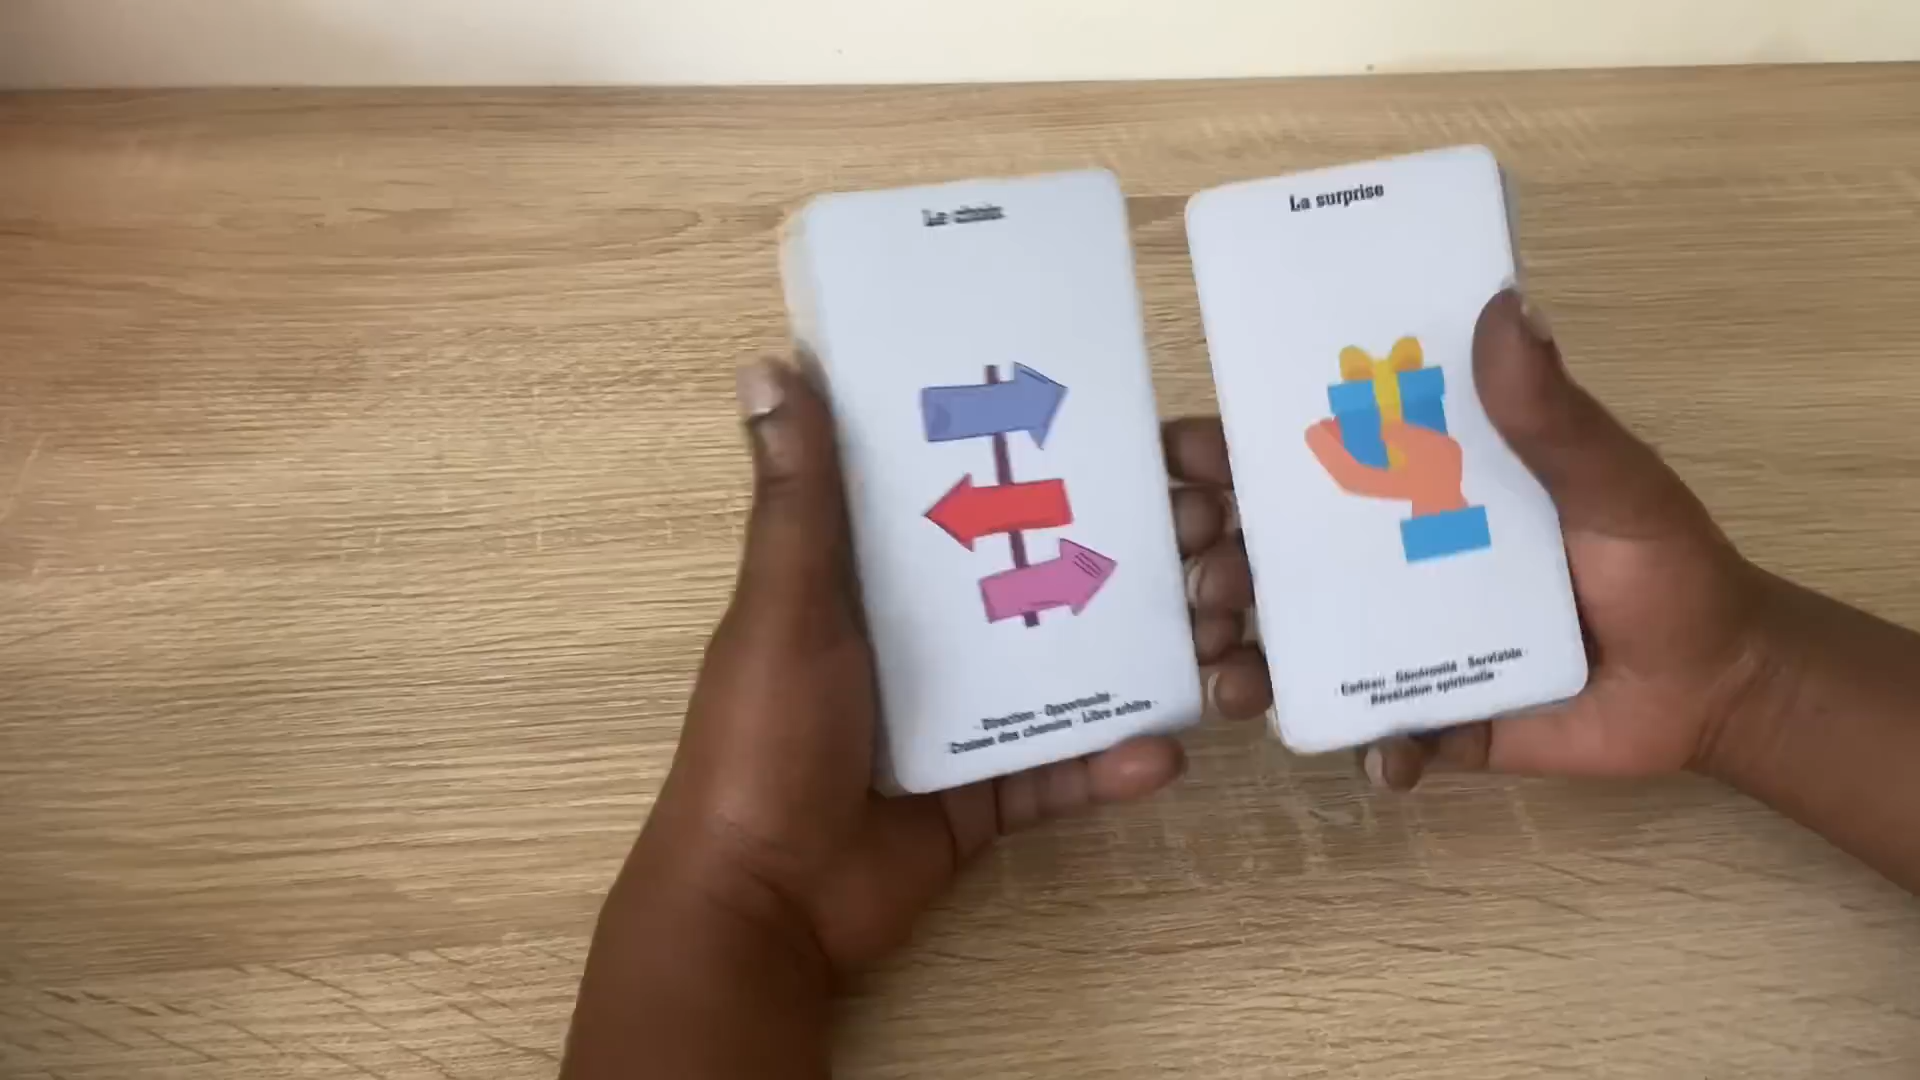 Le choix
· Direction · Opportunité ·
Croisée des chemins · Libre arbitre ·
La surprise
· Cadeau · Générosité · Serviable ·
Révélation spirituelle ·